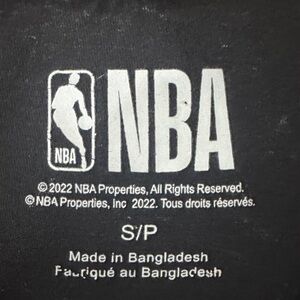 NBA
NBA
© 2022 NBA Properties, All Rights Reserved.
© NBA Properties, Inc 2022. Tous droits réservés.
S/P
Made in Bangladesh
Fabriqué au Bangladesh